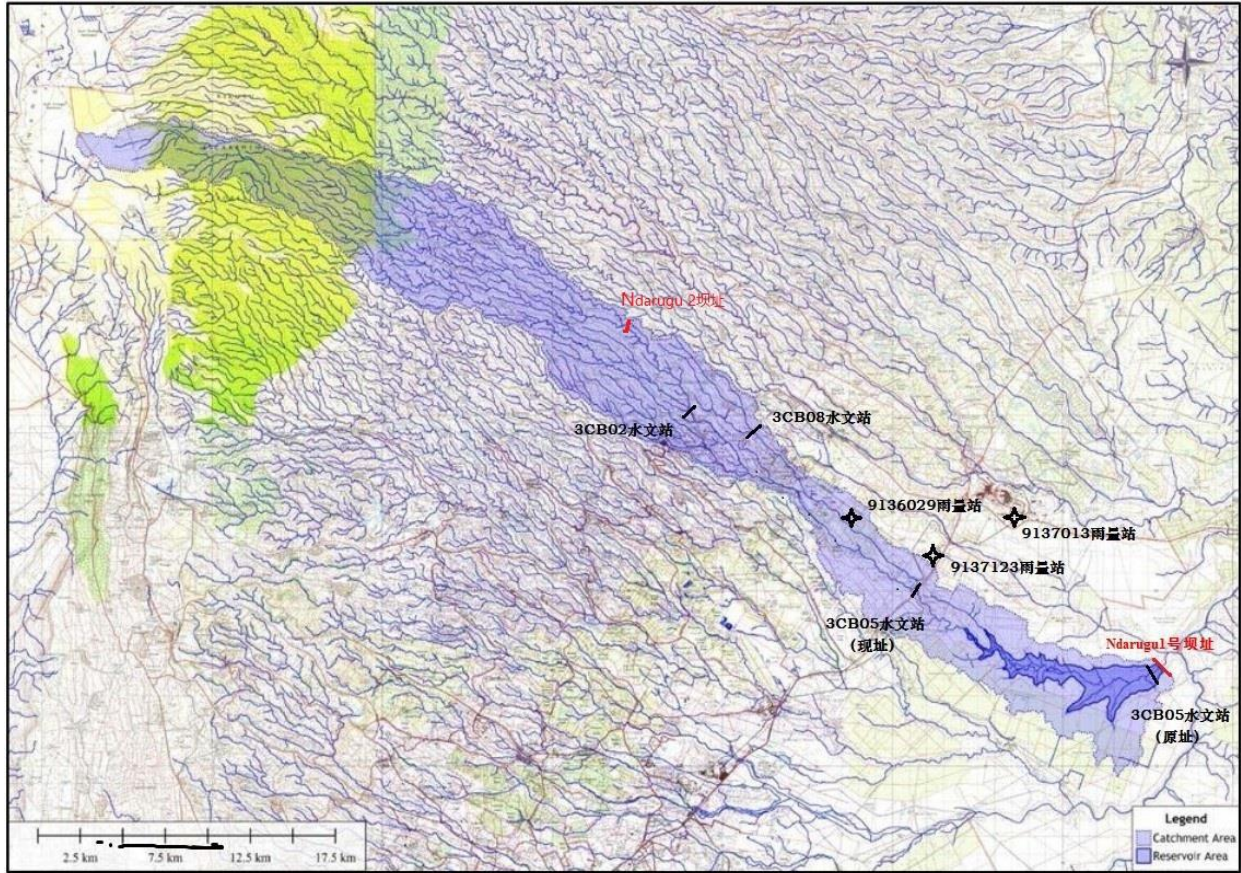 Ndarugu 2坝址
3CB02水文站
3CB08水文站
9136029雨量站
9137013雨量站
9137123雨量站
3CB05水文站
(现址)
Ndarugu1号坝址
3CB05水文站
(原址)
2.5 km
7.5 km
12.5 km
17.5 km
Legend
Catchment Area
Reservoir Area